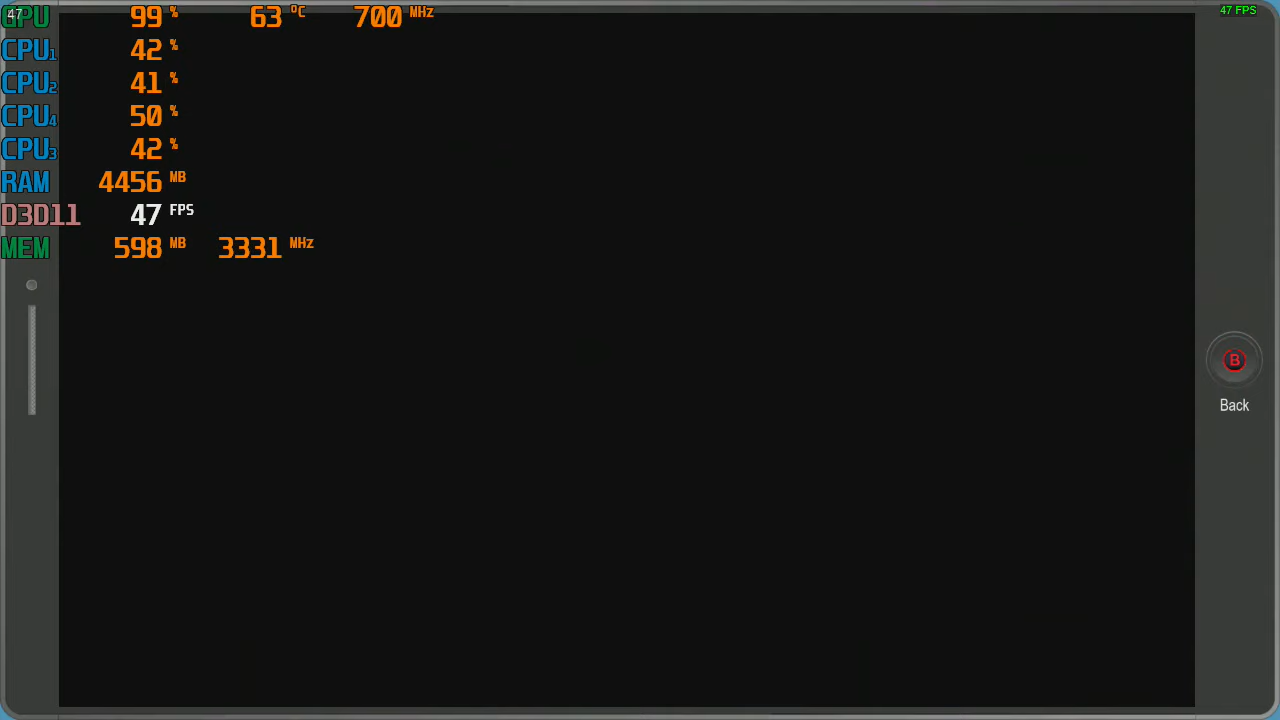 47
GPU 99 % 63 °C 700 MHz
47 FPS
CPU1 42 %
CPU2 41 %
CPU4 50 %
CPU3 42 %
RAM 4456 MB
D3D11 47 FPS
MEM 598 MB 3331 MHz
B
Back